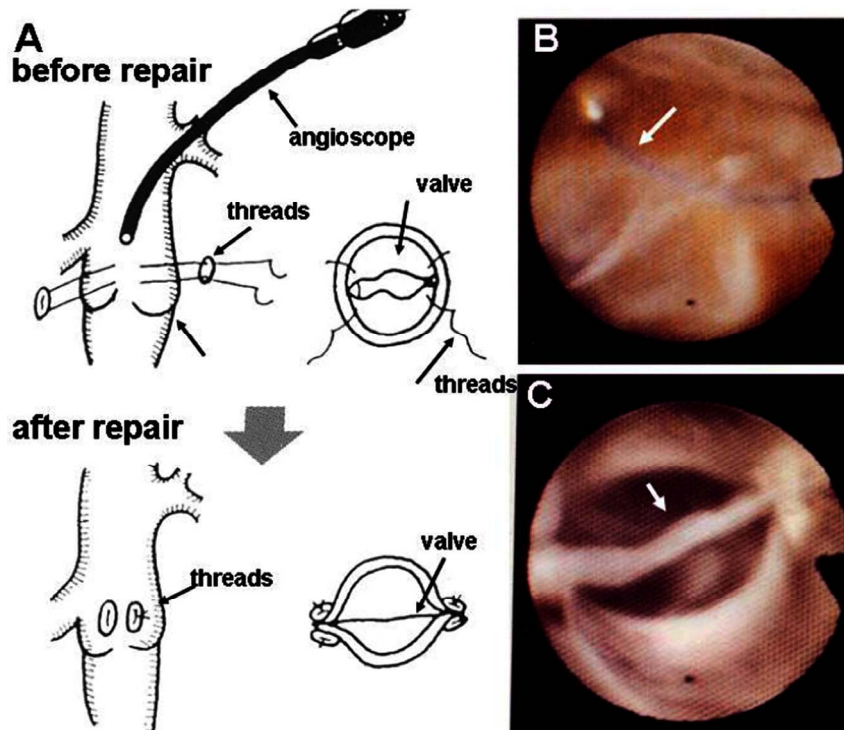 A
before repair
angioscope
valve
threads
threads
after repair
valve
threads
B
C